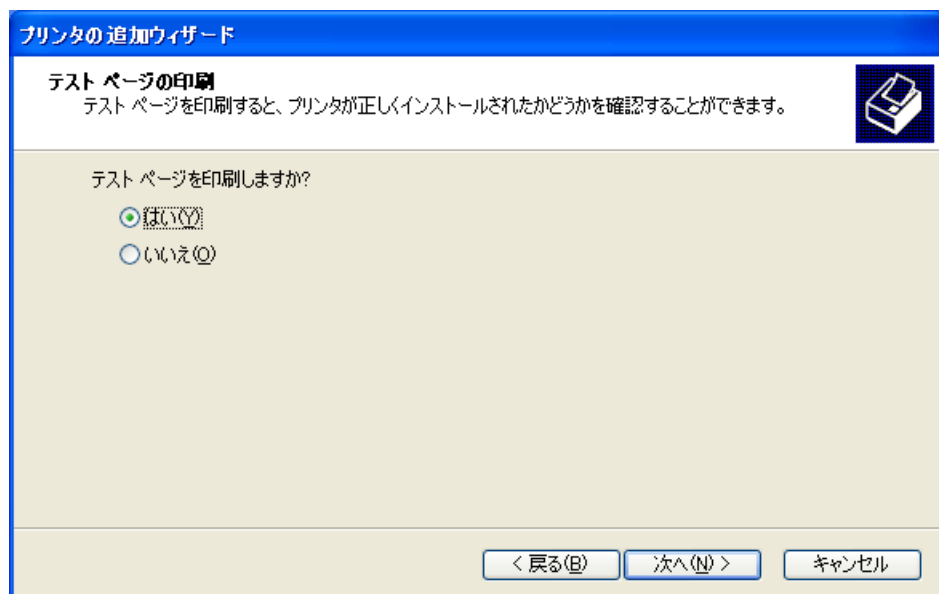 プリンタの追加ウィザード
テスト ページの印刷
テスト ページを印刷すると、プリンタが正しくインストールされたかどうかを確認することができます。
テスト ページを印刷しますか?
はい(Y)
いいえ(O)
< 戻る(B)
次へ(N) >
キャンセル